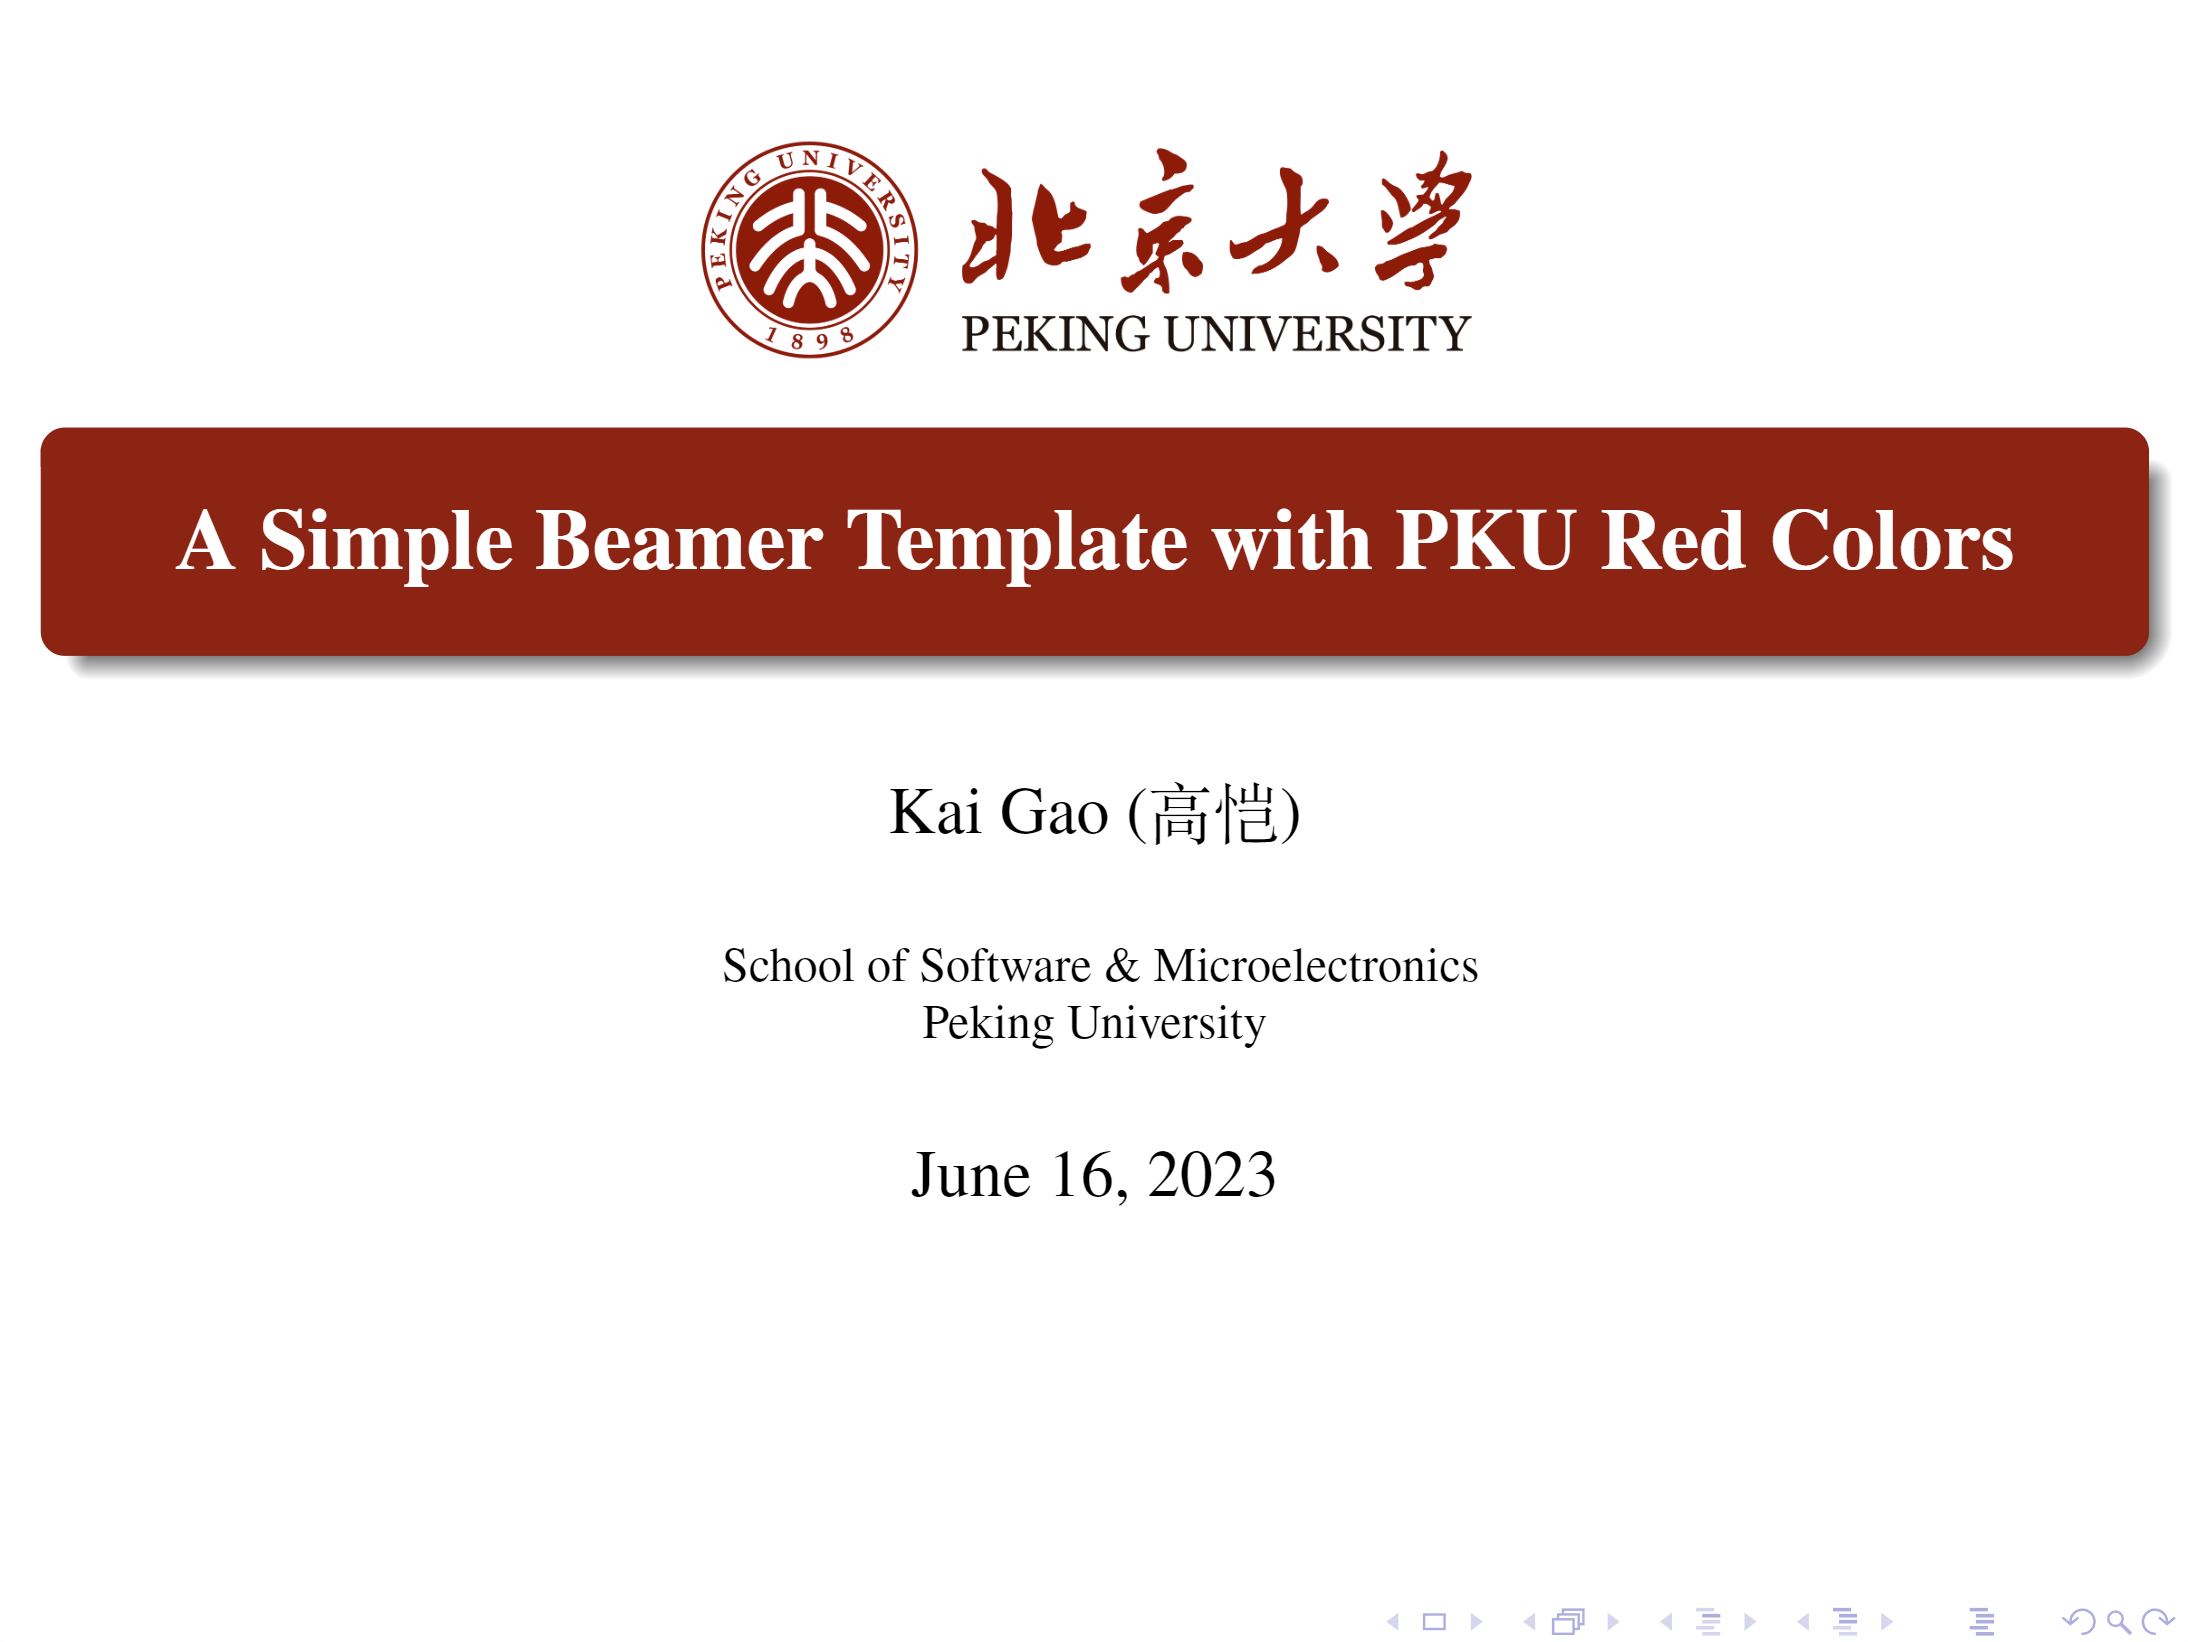 PEKING UNIVERSITY
1898
北京大学
PEKING UNIVERSITY
A Simple Beamer Template with PKU Red Colors
Kai Gao (高恺)
School of Software & Microelectronics
Peking University
June 16, 2023